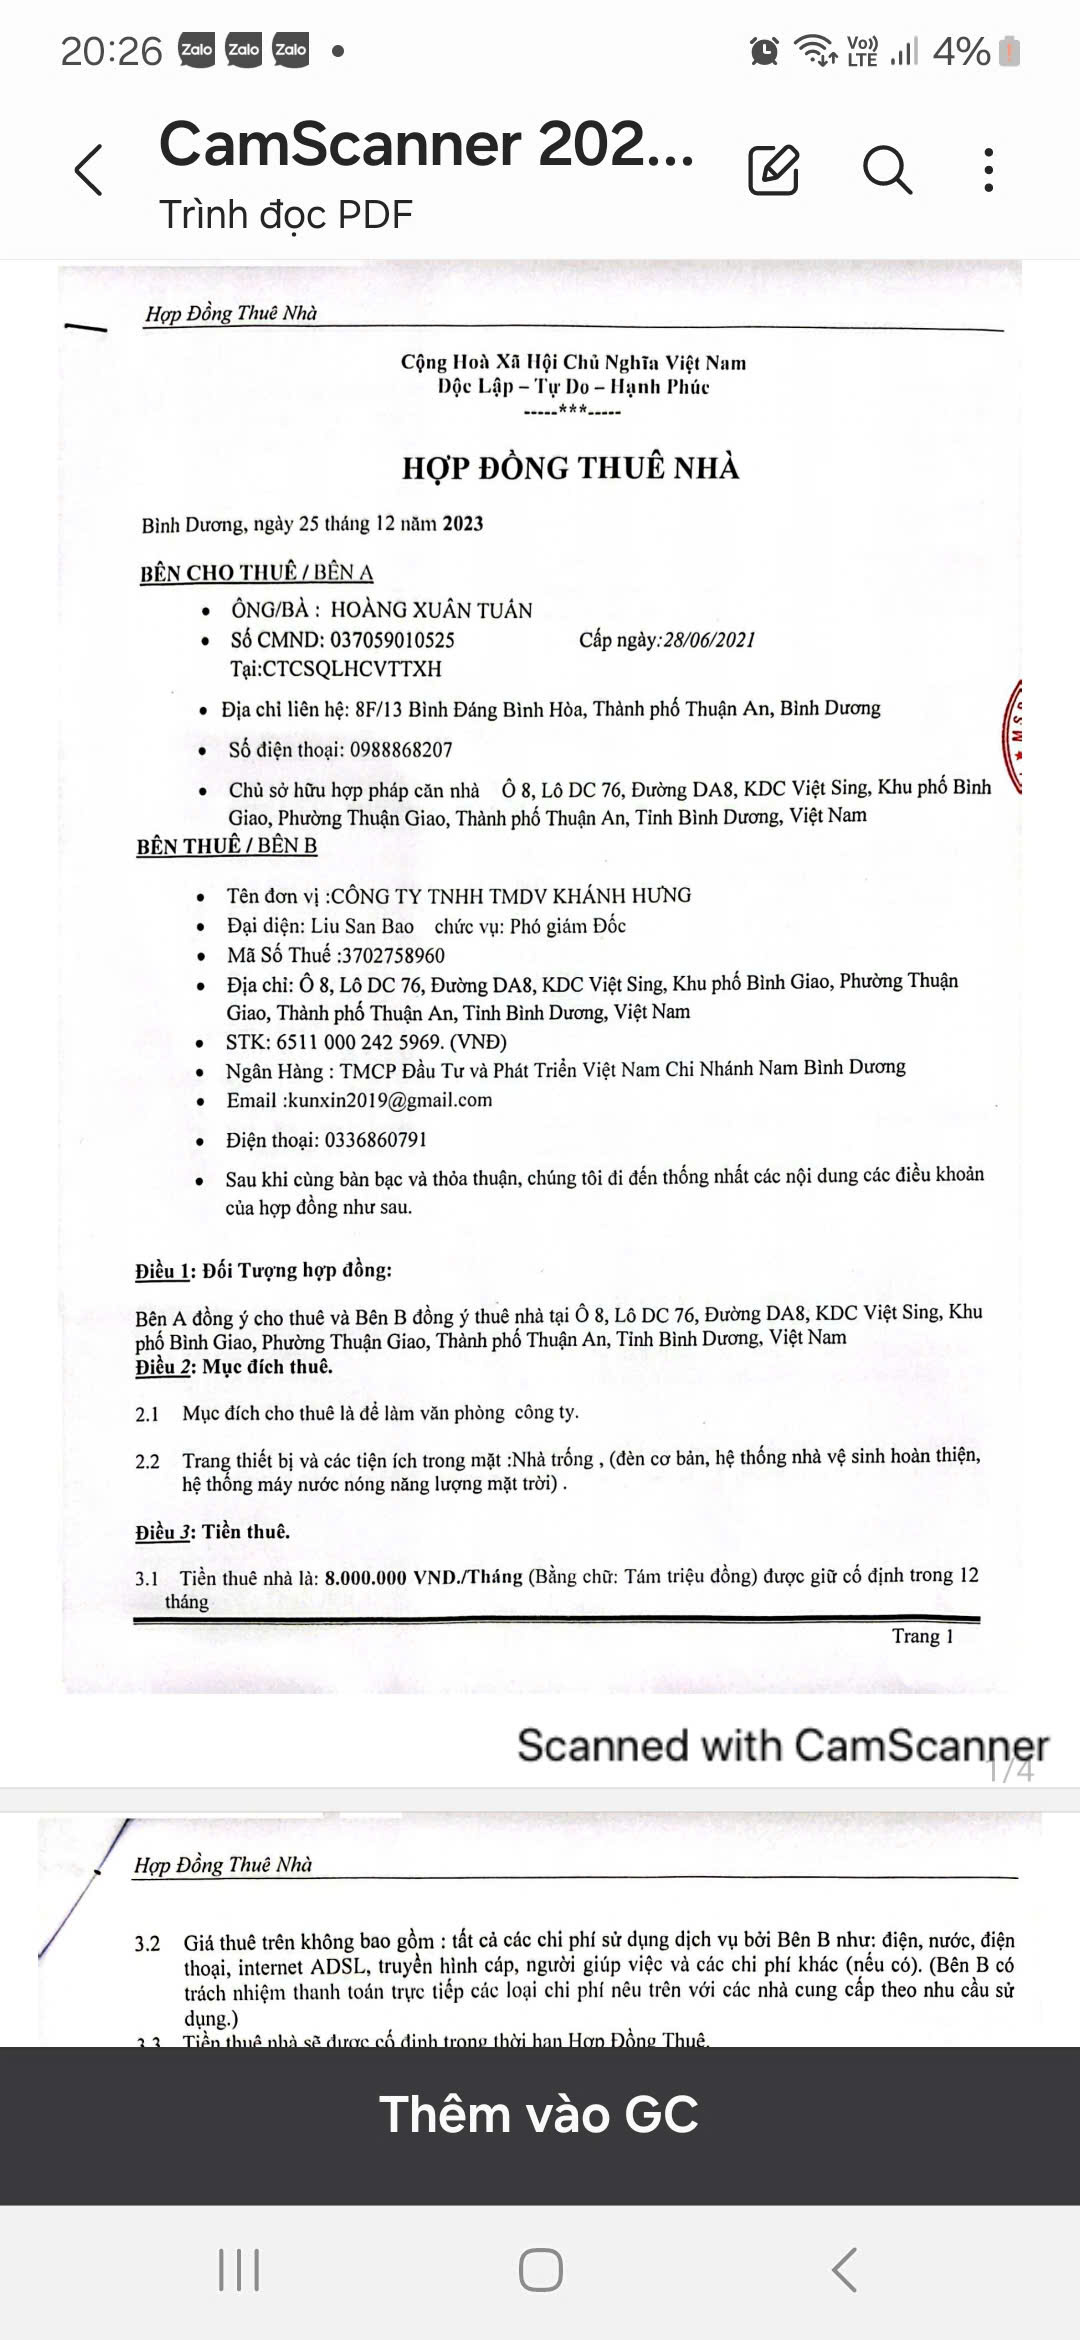 20:26 Zalo Zalo Zalo Vo)) LTE 4%
CamScanner 202...
Trình đọc PDF
Hợp Đồng Thuê Nhà
Cộng Hoà Xã Hội Chủ Nghĩa Việt Nam
Độc Lập – Tự Do – Hạnh Phúc
-----***-----
HỢP ĐỒNG THUÊ NHÀ
Bình Dương, ngày 25 tháng 12 năm 2023
BÊN CHO THUÊ / BÊN A
• ÔNG/BÀ : HOÀNG XUÂN TUẤN
• Số CMND: 037059010525 Cấp ngày:28/06/2021
Tại:CTCSQLHCVTTXH
• Địa chỉ liên hệ: 8F/13 Bình Đáng Bình Hòa, Thành phố Thuận An, Bình Dương
• Số điện thoại: 0988868207
• Chủ sở hữu hợp pháp căn nhà Ô 8, Lô DC 76, Đường DA8, KDC Việt Sing, Khu phố Bình
Giao, Phường Thuận Giao, Thành phố Thuận An, Tỉnh Bình Dương, Việt Nam
BÊN THUÊ / BÊN B
• Tên đơn vị :CÔNG TY TNHH TMDV KHÁNH HƯNG
• Đại diện: Liu San Bao chức vụ: Phó giám Đốc
• Mã Số Thuế :3702758960
• Địa chỉ: Ô 8, Lô DC 76, Đường DA8, KDC Việt Sing, Khu phố Bình Giao, Phường Thuận
Giao, Thành phố Thuận An, Tỉnh Bình Dương, Việt Nam
• STK: 6511 000 242 5969. (VNĐ)
• Ngân Hàng : TMCP Đầu Tư và Phát Triển Việt Nam Chi Nhánh Nam Bình Dương
• Email :kunxin2019@gmail.com
• Điện thoại: 0336860791
• Sau khi cùng bàn bạc và thỏa thuận, chúng tôi đi đến thống nhất các nội dung các điều khoản
của hợp đồng như sau.
Điều 1: Đối Tượng hợp đồng:
Bên A đồng ý cho thuê và Bên B đồng ý thuê nhà tại Ô 8, Lô DC 76, Đường DA8, KDC Việt Sing, Khu
phố Bình Giao, Phường Thuận Giao, Thành phố Thuận An, Tỉnh Bình Dương, Việt Nam
Điều 2: Mục đích thuê.
2.1 Mục đích cho thuê là để làm văn phòng công ty.
2.2 Trang thiết bị và các tiện ích trong mặt :Nhà trống , (đèn cơ bản, hệ thống nhà vệ sinh hoàn thiện,
hệ thống máy nước nóng năng lượng mặt trời) .
Điều 3: Tiền thuê.
3.1 Tiền thuê nhà là: 8.000.000 VND./Tháng (Bằng chữ: Tám triệu đồng) được giữ cố định trong 12
tháng
Trang 1
Scanned with CamScanner
1/4
Hợp Đồng Thuê Nhà
3.2 Giá thuê trên không bao gồm : tất cả các chi phí sử dụng dịch vụ bởi Bên B như: điện, nước, điện
thoại, internet ADSL, truyền hình cáp, người giúp việc và các chi phí khác (nếu có). (Bên B có
trách nhiệm thanh toán trực tiếp các loại chi phí nêu trên với các nhà cung cấp theo nhu cầu sử
dụng.)
3.3 Tiền thuê nhà sẽ được cố định trong thời hạn Hợp Đồng Thuê.
Thêm vào GC